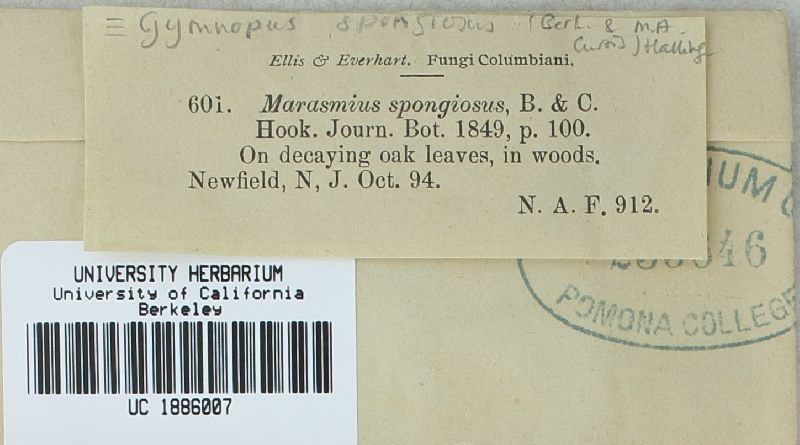 ≡ Gymnopus spongiosus (Berk. & M.A.
Curtis) Halling
Ellis & Everhart. Fungi Columbiani.
601. Marasmius spongiosus, B. & C.
Hook. Journ. Bot. 1849, p. 100.
On decaying oak leaves, in woods.
Newfield, N, J. Oct. 94.
N. A. F. 912.
UNIVERSITY HERBARIUM
University of California
Berkeley
UC 1886007
POMONA COLLEGE